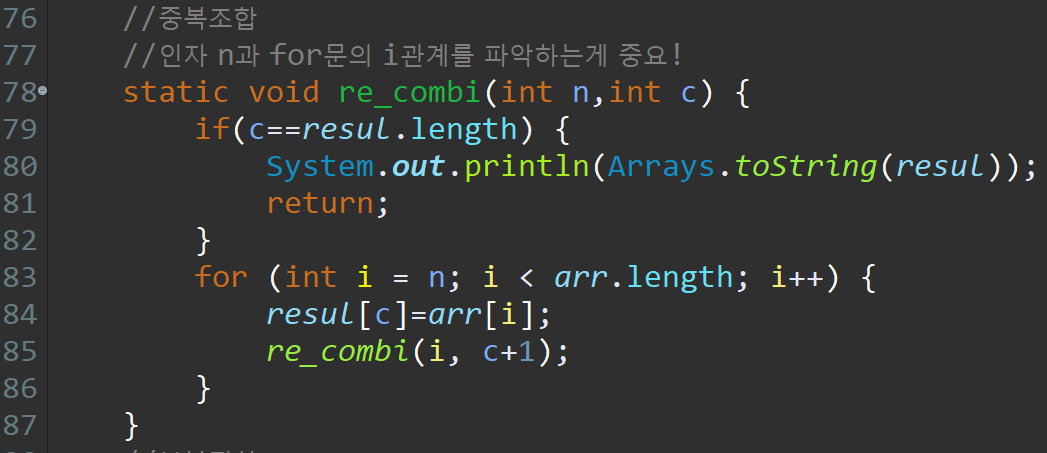 76 //중복조합
77 //인자 n과 for문의 i관계를 파악하는게 중요!
78 static void re_combi(int n,int c) {
79 if(c==resul.length) {
80 System.out.println(Arrays.toString(resul));
81 return;
82 }
83 for (int i = n; i < arr.length; i++) {
84 resul[c]=arr[i];
85 re_combi(i, c+1);
86 }
87 }